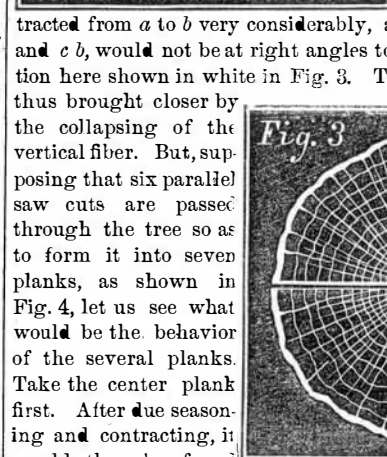 tracted from a to b very considerably, a
and c b, would not be at right angles to
tion here shown in white in Fig. 3. T
thus brought closer by
the collapsing of the
vertical fiber. But, sup-
posing that six parallel
saw cuts are passed
through the tree so as
to form it into seven
planks, as shown in
Fig. 4, let us see what
would be the behavior
of the several planks.
Take the center plank
first. After due season-
ing and contracting, it
Fig. 3